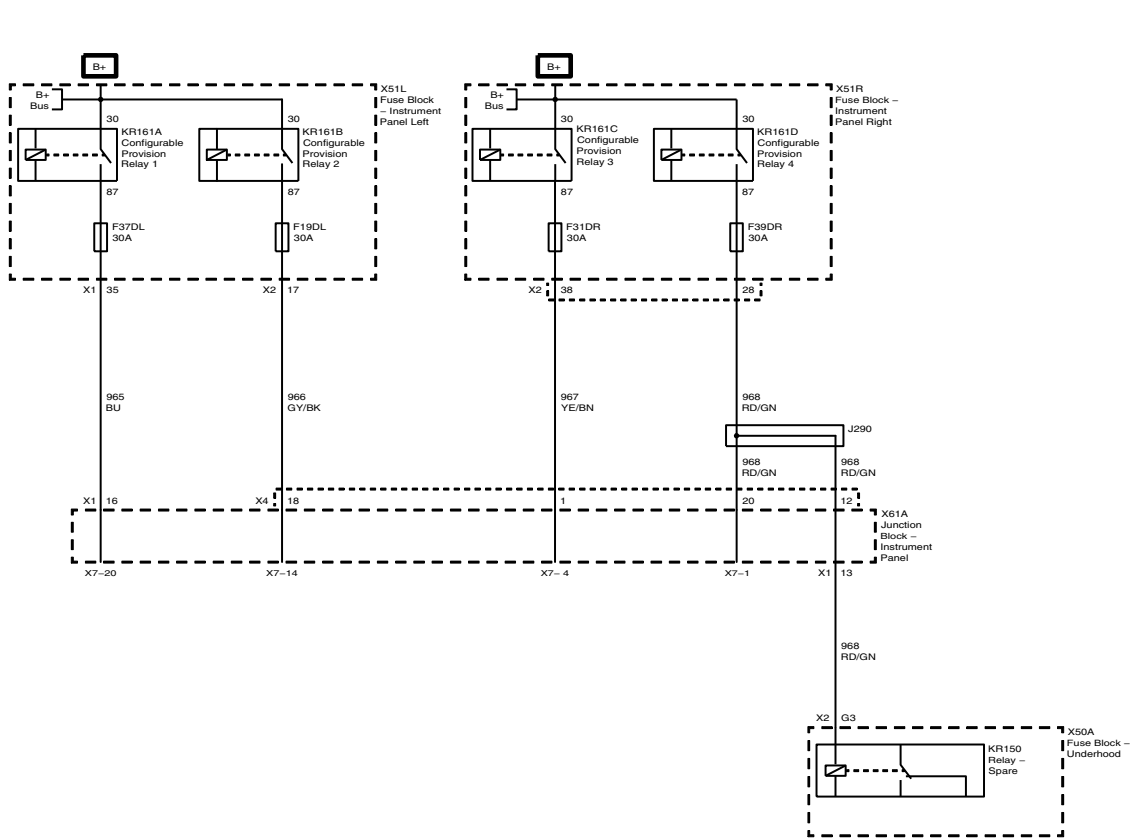 B+
B+
B+
Bus
X51L
Fuse Block
– Instrument
Panel Left
B+
Bus
X51R
Fuse Block –
Instrument
Panel Right
30
KR161A
Configurable
Provision
Relay 1
30
KR161B
Configurable
Provision
Relay 2
30
KR161C
Configurable
Provision
Relay 3
30
KR161D
Configurable
Provision
Relay 4
87
87
87
87
F37DL
30A
F19DL
30A
F31DR
30A
F39DR
30A
X1 35
X2 17
X2 38
28
965
BU
966
GY/BK
967
YE/BN
968
RD/GN
J290
968
RD/GN
968
RD/GN
X1 16
X4 18
1
20
12
X61A
Junction
Block –
Instrument
Panel
X7–20
X7–14
X7– 4
X7–1
X1 13
968
RD/GN
X2 G3
X50A
Fuse Block –
Underhood
KR150
Relay –
Spare